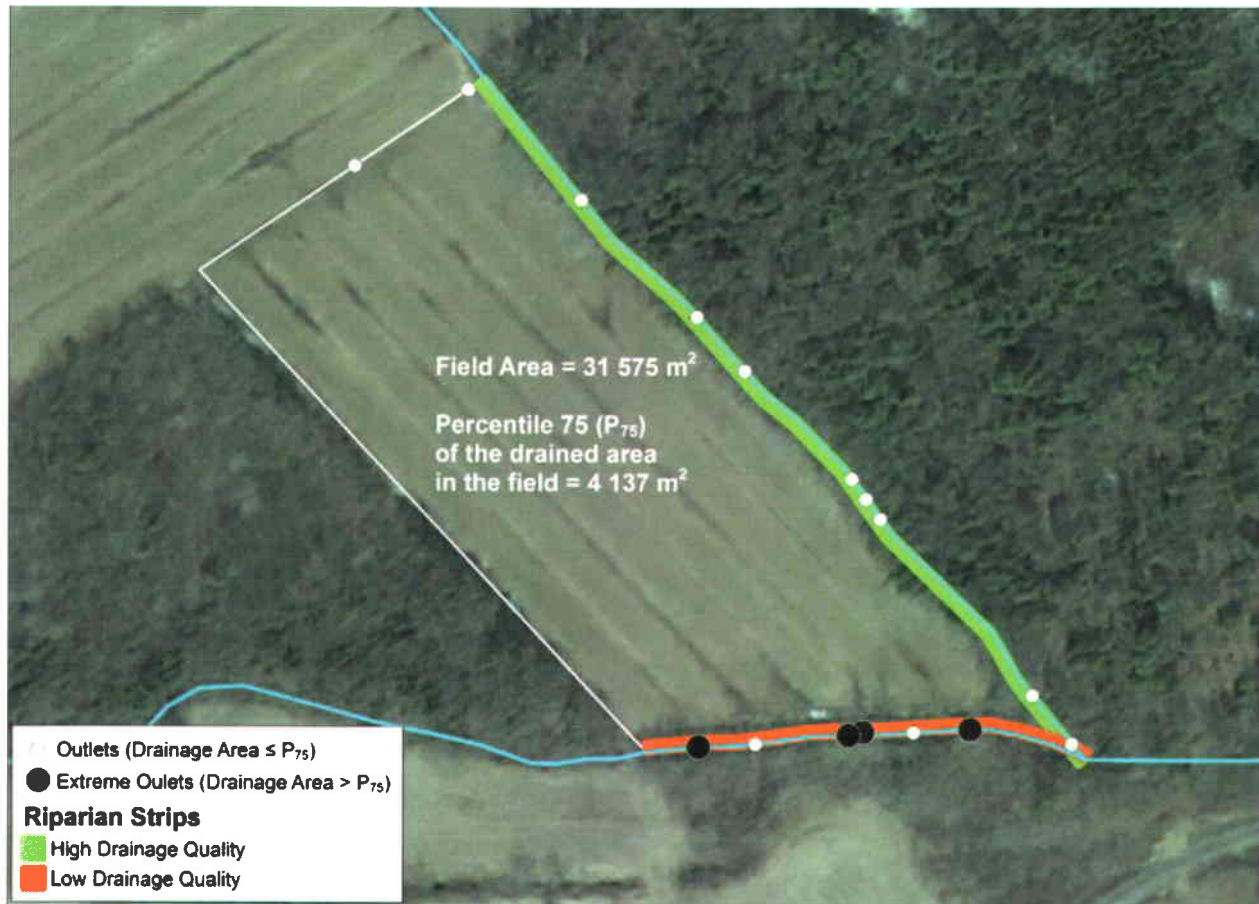 Field Area = 31 575 m²
Percentile 75 (P₇₅)
of the drained area
in the field = 4 137 m²
Outlets (Drainage Area ≤ P₇₅)
Extreme Oulets (Drainage Area > P₇₅)
Riparian Strips
High Drainage Quality
Low Drainage Quality